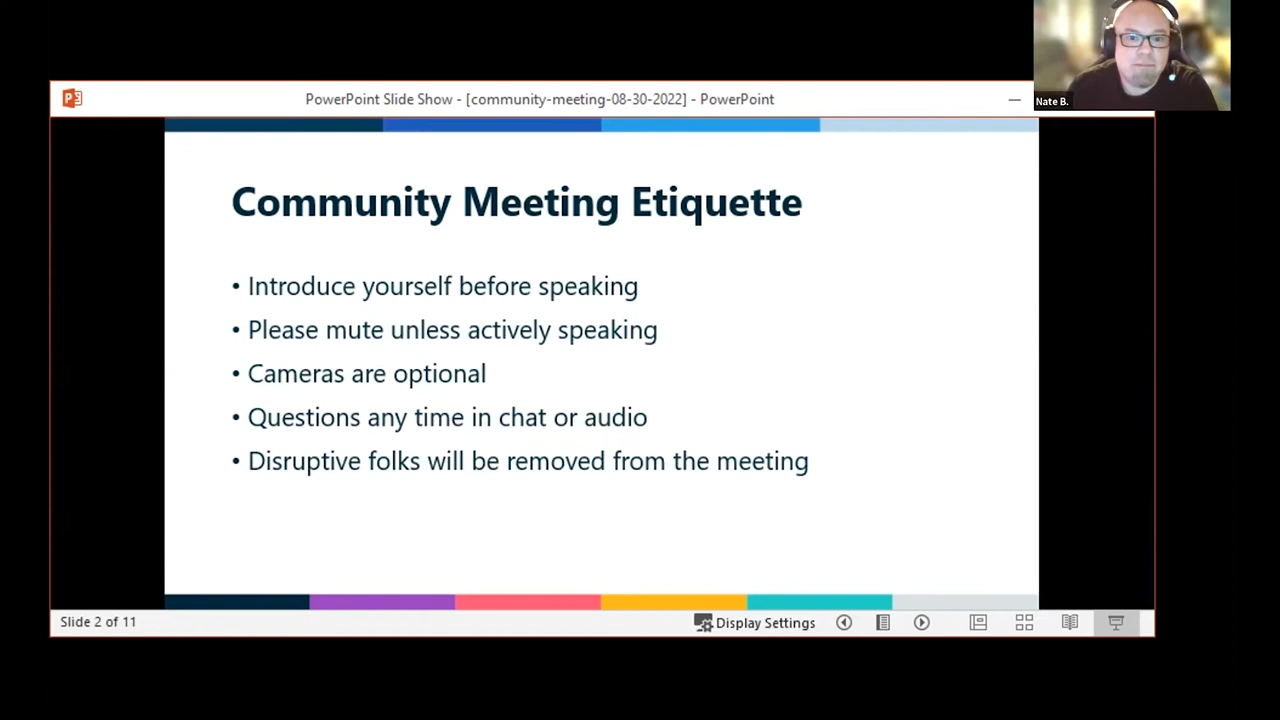 Nate B.
PowerPoint Slide Show - [community-meeting-08-30-2022] - PowerPoint
Community Meeting Etiquette
• Introduce yourself before speaking
• Please mute unless actively speaking
• Cameras are optional
• Questions any time in chat or audio
• Disruptive folks will be removed from the meeting
Slide 2 of 11
Display Settings